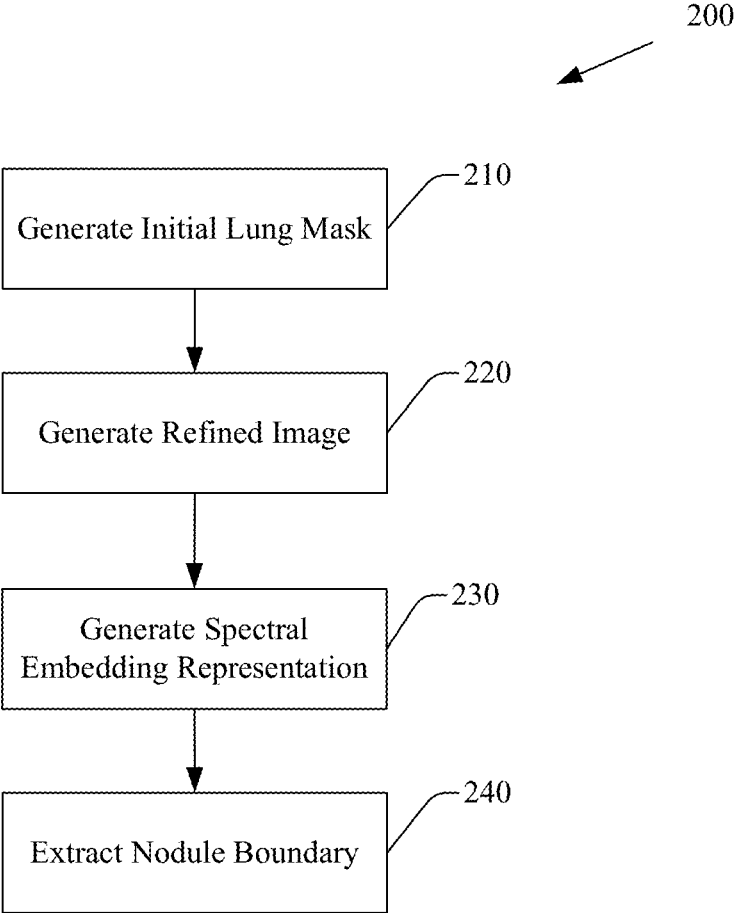 200
210
Generate Initial Lung Mask
220
Generate Refined Image
230
Generate Spectral
Embedding Representation
240
Extract Nodule Boundary